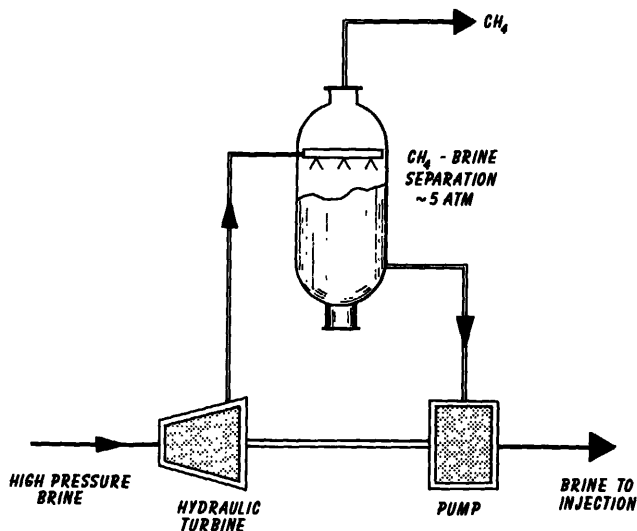 CH₄
CH₄ - BRINE
SEPARATION
~5 ATM
HIGH PRESSURE
BRINE
HYDRAULIC
TURBINE
PUMP
BRINE TO
INJECTION